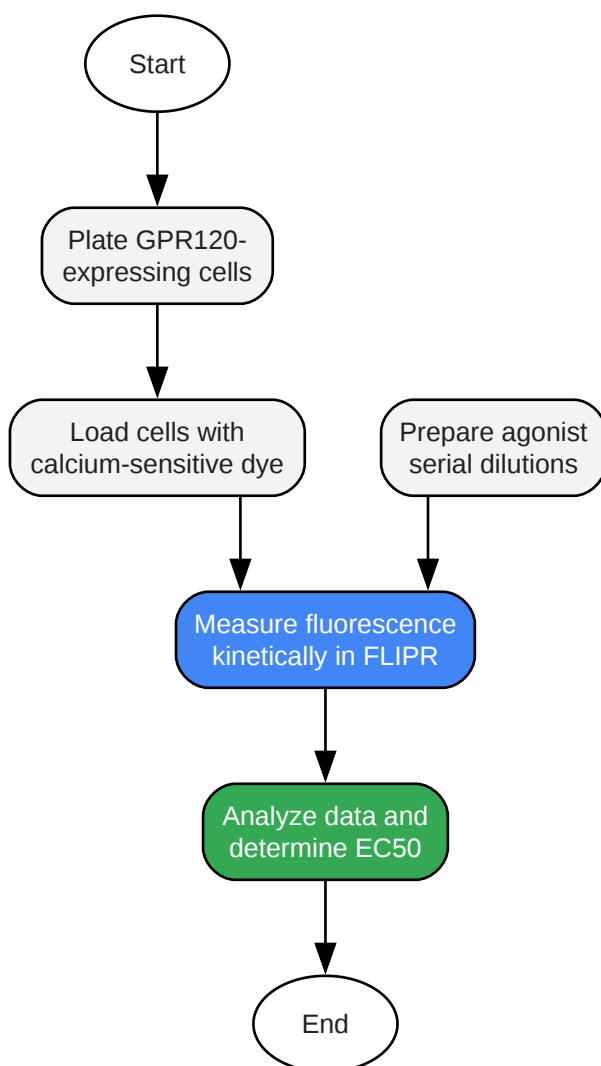 Start
Plate GPR120-
expressing cells
Load cells with
calcium-sensitive dye
Prepare agonist
serial dilutions
Measure fluorescence
kinetically in FLIPR
Analyze data and
determine EC50
End